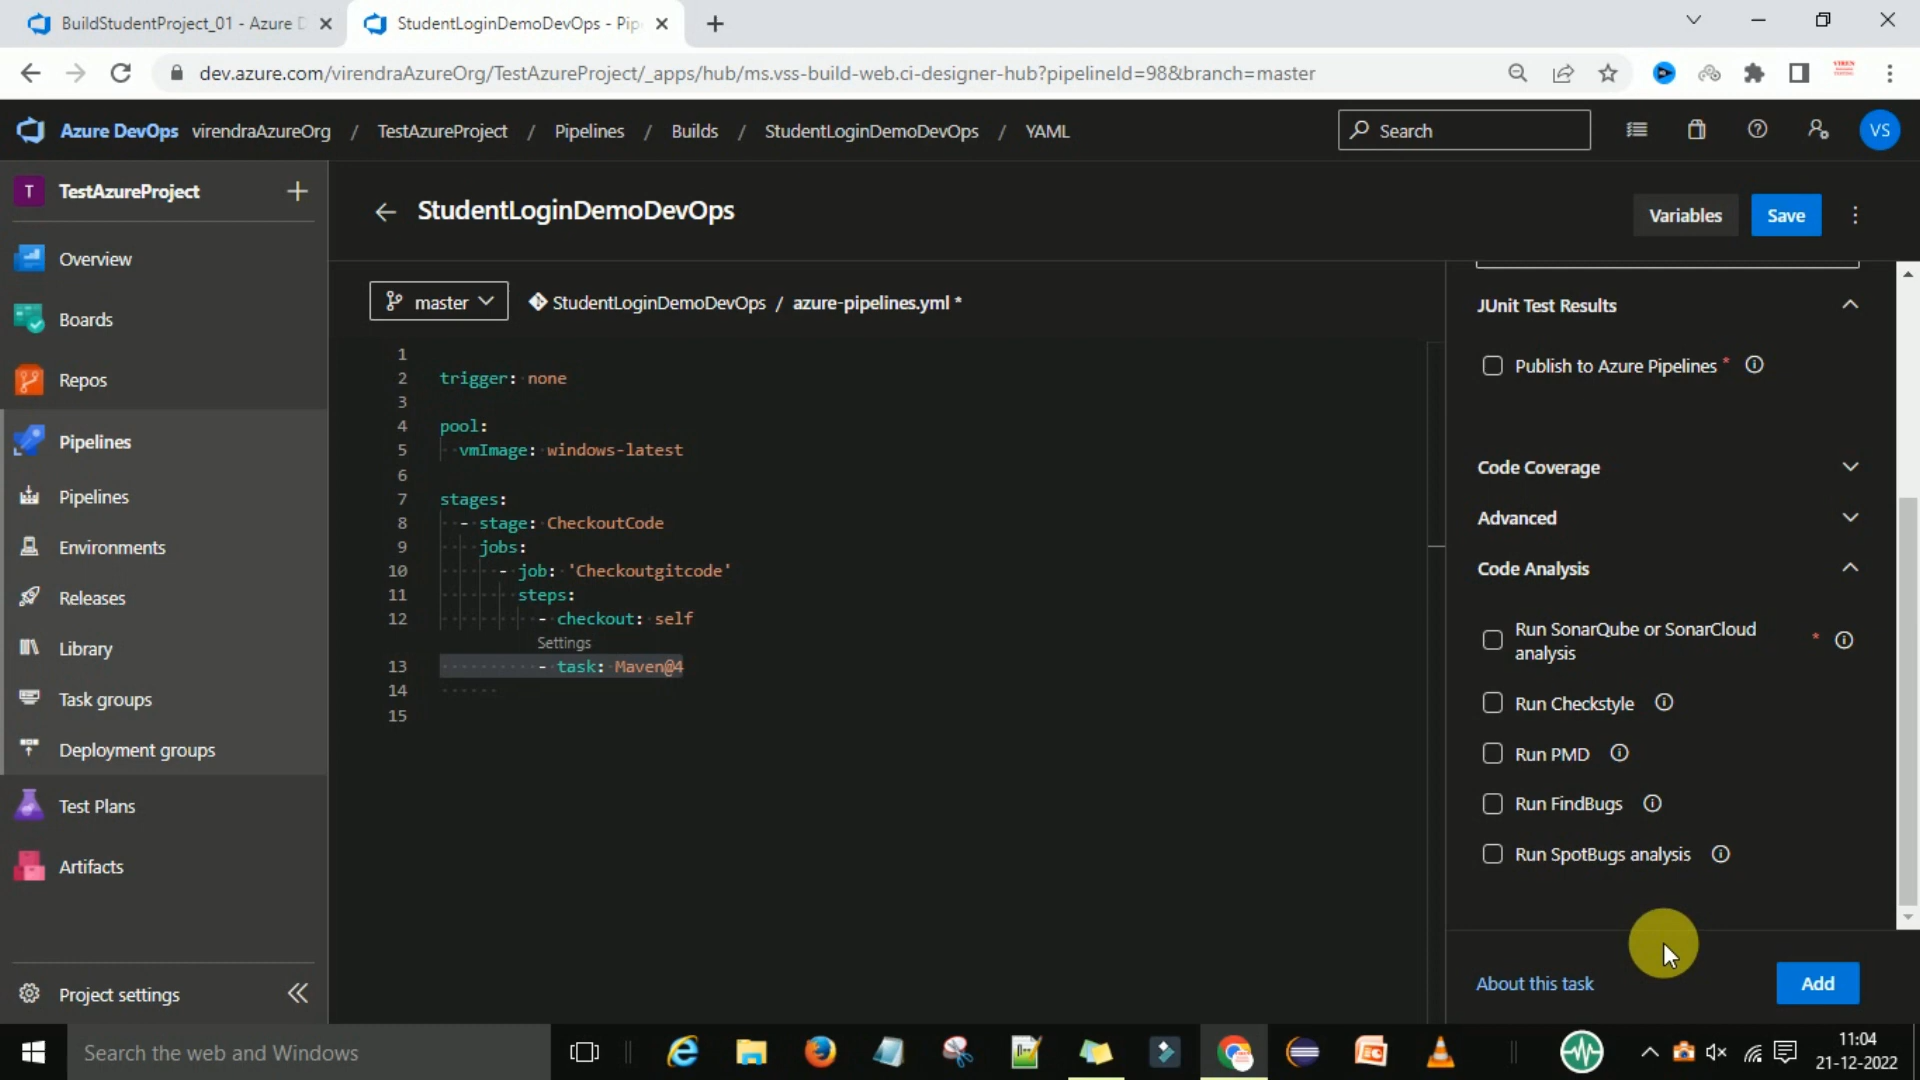 BuildStudentProject_01 - Azure D
StudentLoginDemoDevOps - Pip
dev.azure.com/virendraAzureOrg/TestAzureProject/_apps/hub/ms.vss-build-web.ci-designer-hub?pipelineId=98&branch=master
Azure DevOps virendraAzureOrg / TestAzureProject / Pipelines / Builds / StudentLoginDemoDevOps / YAML
Search
VS
T TestAzureProject
Overview
Boards
Repos
Pipelines
Pipelines
Environments
Releases
Library
Task groups
Deployment groups
Test Plans
Artifacts
Project settings
StudentLoginDemoDevOps
Variables
Save
master
StudentLoginDemoDevOps / azure-pipelines.yml *
1
2 trigger: none
3
4 pool:
5 vmImage: windows-latest
6
7 stages:
8 - stage: CheckoutCode
9 jobs:
10 - job: 'Checkoutgitcode'
11 steps:
12 - checkout: self
Settings
13 - task: Maven@4
14
15
JUnit Test Results
Publish to Azure Pipelines *
Code Coverage
Advanced
Code Analysis
Run SonarQube or SonarCloud *
analysis
Run Checkstyle
Run PMD
Run FindBugs
Run SpotBugs analysis
About this task
Add
Search the web and Windows
11:04
21-12-2022